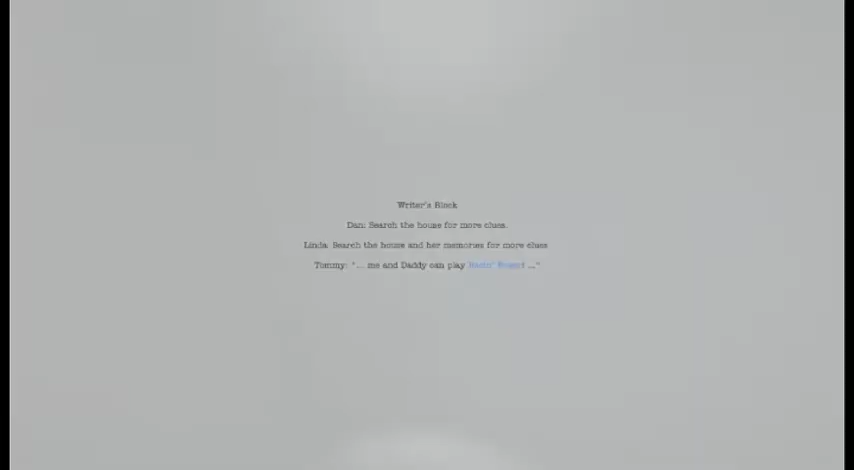 Writer's Block
Dan: Search the house for more clues.
Linda: Search the house and her memories for more clues
Tommy: "... me and Daddy can play ..."